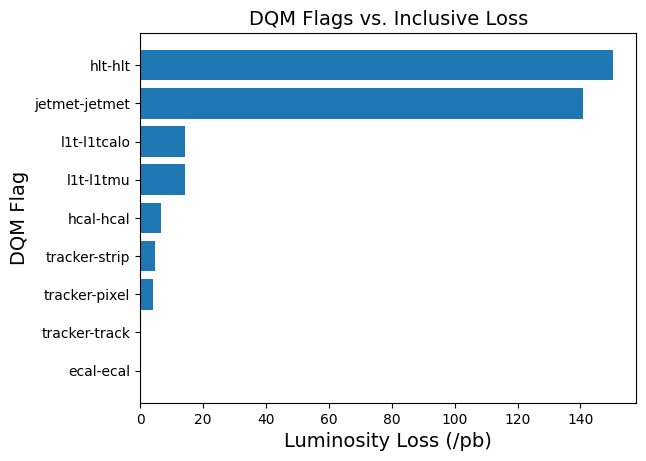 DQM Flags vs. Inclusive Loss
DQM Flag
hlt-hlt
jetmet-jetmet
l1t-l1tcalo
l1t-l1tmu
hcal-hcal
tracker-strip
tracker-pixel
tracker-track
ecal-ecal
0 20 40 60 80 100 120 140
Luminosity Loss (/pb)